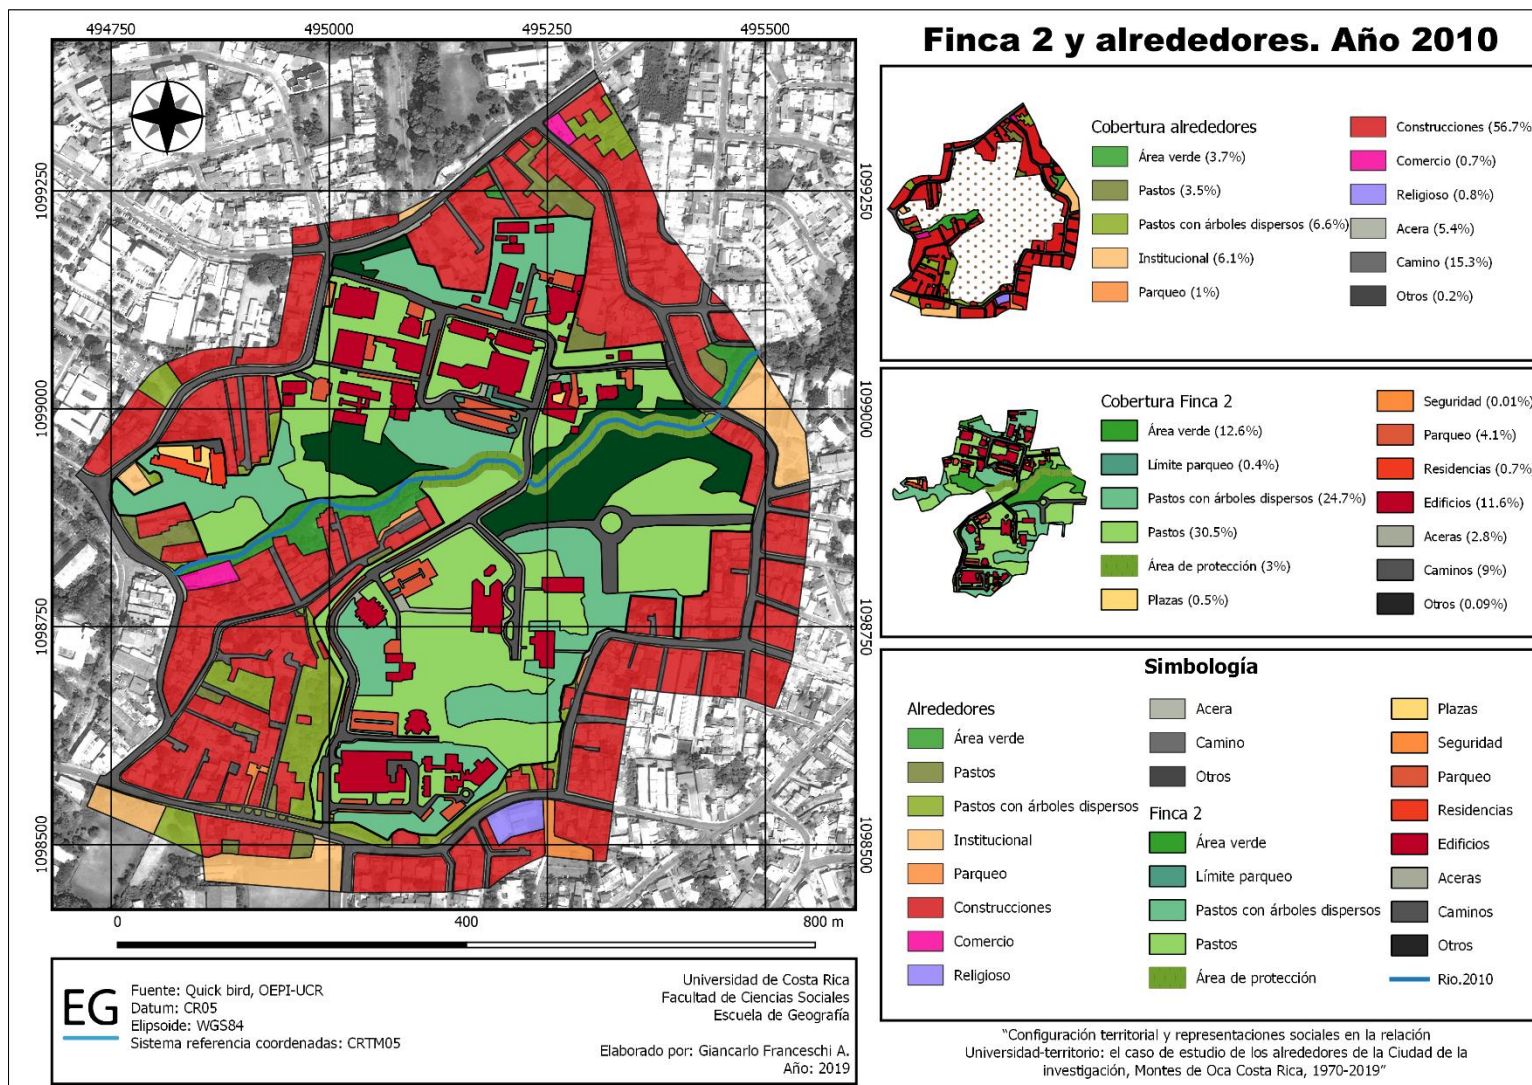 Finca 2 y alrededores. Año 2010
494750 495000 495250 495500
1099250
1099000
1098750
1098500
1099250
1099000
1098750
1098500
0 400 800 m
EG
Fuente: Quick bird, OEPI-UCR
Datum: CR05
Elipsoide: WGS84
Sistema referencia coordenadas: CRTM05
Universidad de Costa Rica
Facultad de Ciencias Sociales
Escuela de Geografía
Elaborado por: Giancarlo Franceschi A.
Año: 2019
Cobertura alrededores
Área verde (3.7%)
Pastos (3.5%)
Pastos con árboles dispersos (6.6%)
Institucional (6.1%)
Parqueo (1%)
Construcciones (56.7%
Comercio (0.7%)
Religioso (0.8%)
Acera (5.4%)
Camino (15.3%)
Otros (0.2%)
Cobertura Finca 2
Área verde (12.6%)
Límite parqueo (0.4%)
Pastos con árboles dispersos (24.7%)
Pastos (30.5%)
Área de protección (3%)
Plazas (0.5%)
Seguridad (0.01%)
Parqueo (4.1%)
Residencias (0.7%
Edificios (11.6%)
Aceras (2.8%)
Caminos (9%)
Otros (0.09%)
Simbología
Alrededores
Área verde
Pastos
Pastos con árboles dispersos
Institucional
Parqueo
Construcciones
Comercio
Religioso
Acera
Camino
Otros
Finca 2
Área verde
Límite parqueo
Pastos con árboles dispersos
Pastos
Área de protección
Plazas
Seguridad
Parqueo
Residencias
Edificios
Aceras
Caminos
Otros
Rio.2010
"Configuración territorial y representaciones sociales en la relación
Universidad-territorio: el caso de estudio de los alrededores de la Ciudad de la
investigación, Montes de Oca Costa Rica, 1970-2019"